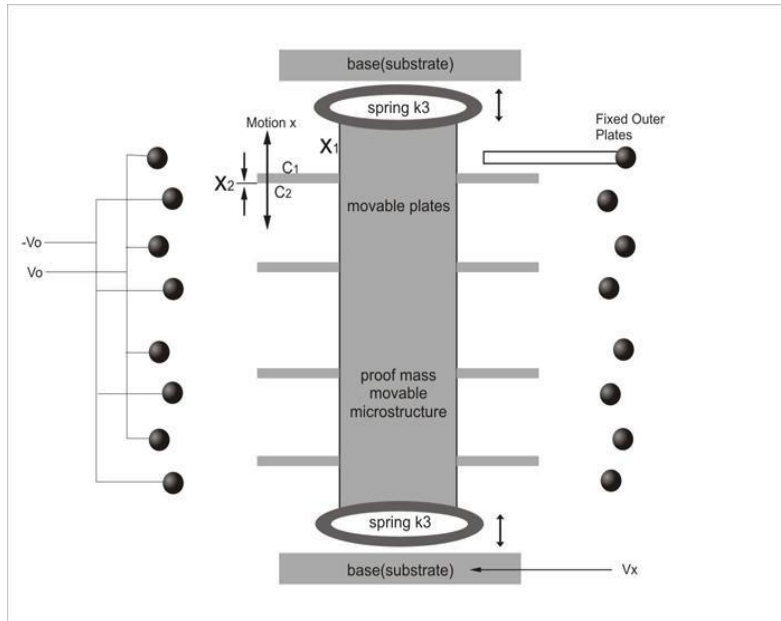 base(substrate)
spring k3
Motion x
X1
Fixed Outer
Plates
C1
X2
C2
movable plates
-Vo
Vo
proof mass
movable
microstructure
spring k3
base(substrate)
Vx